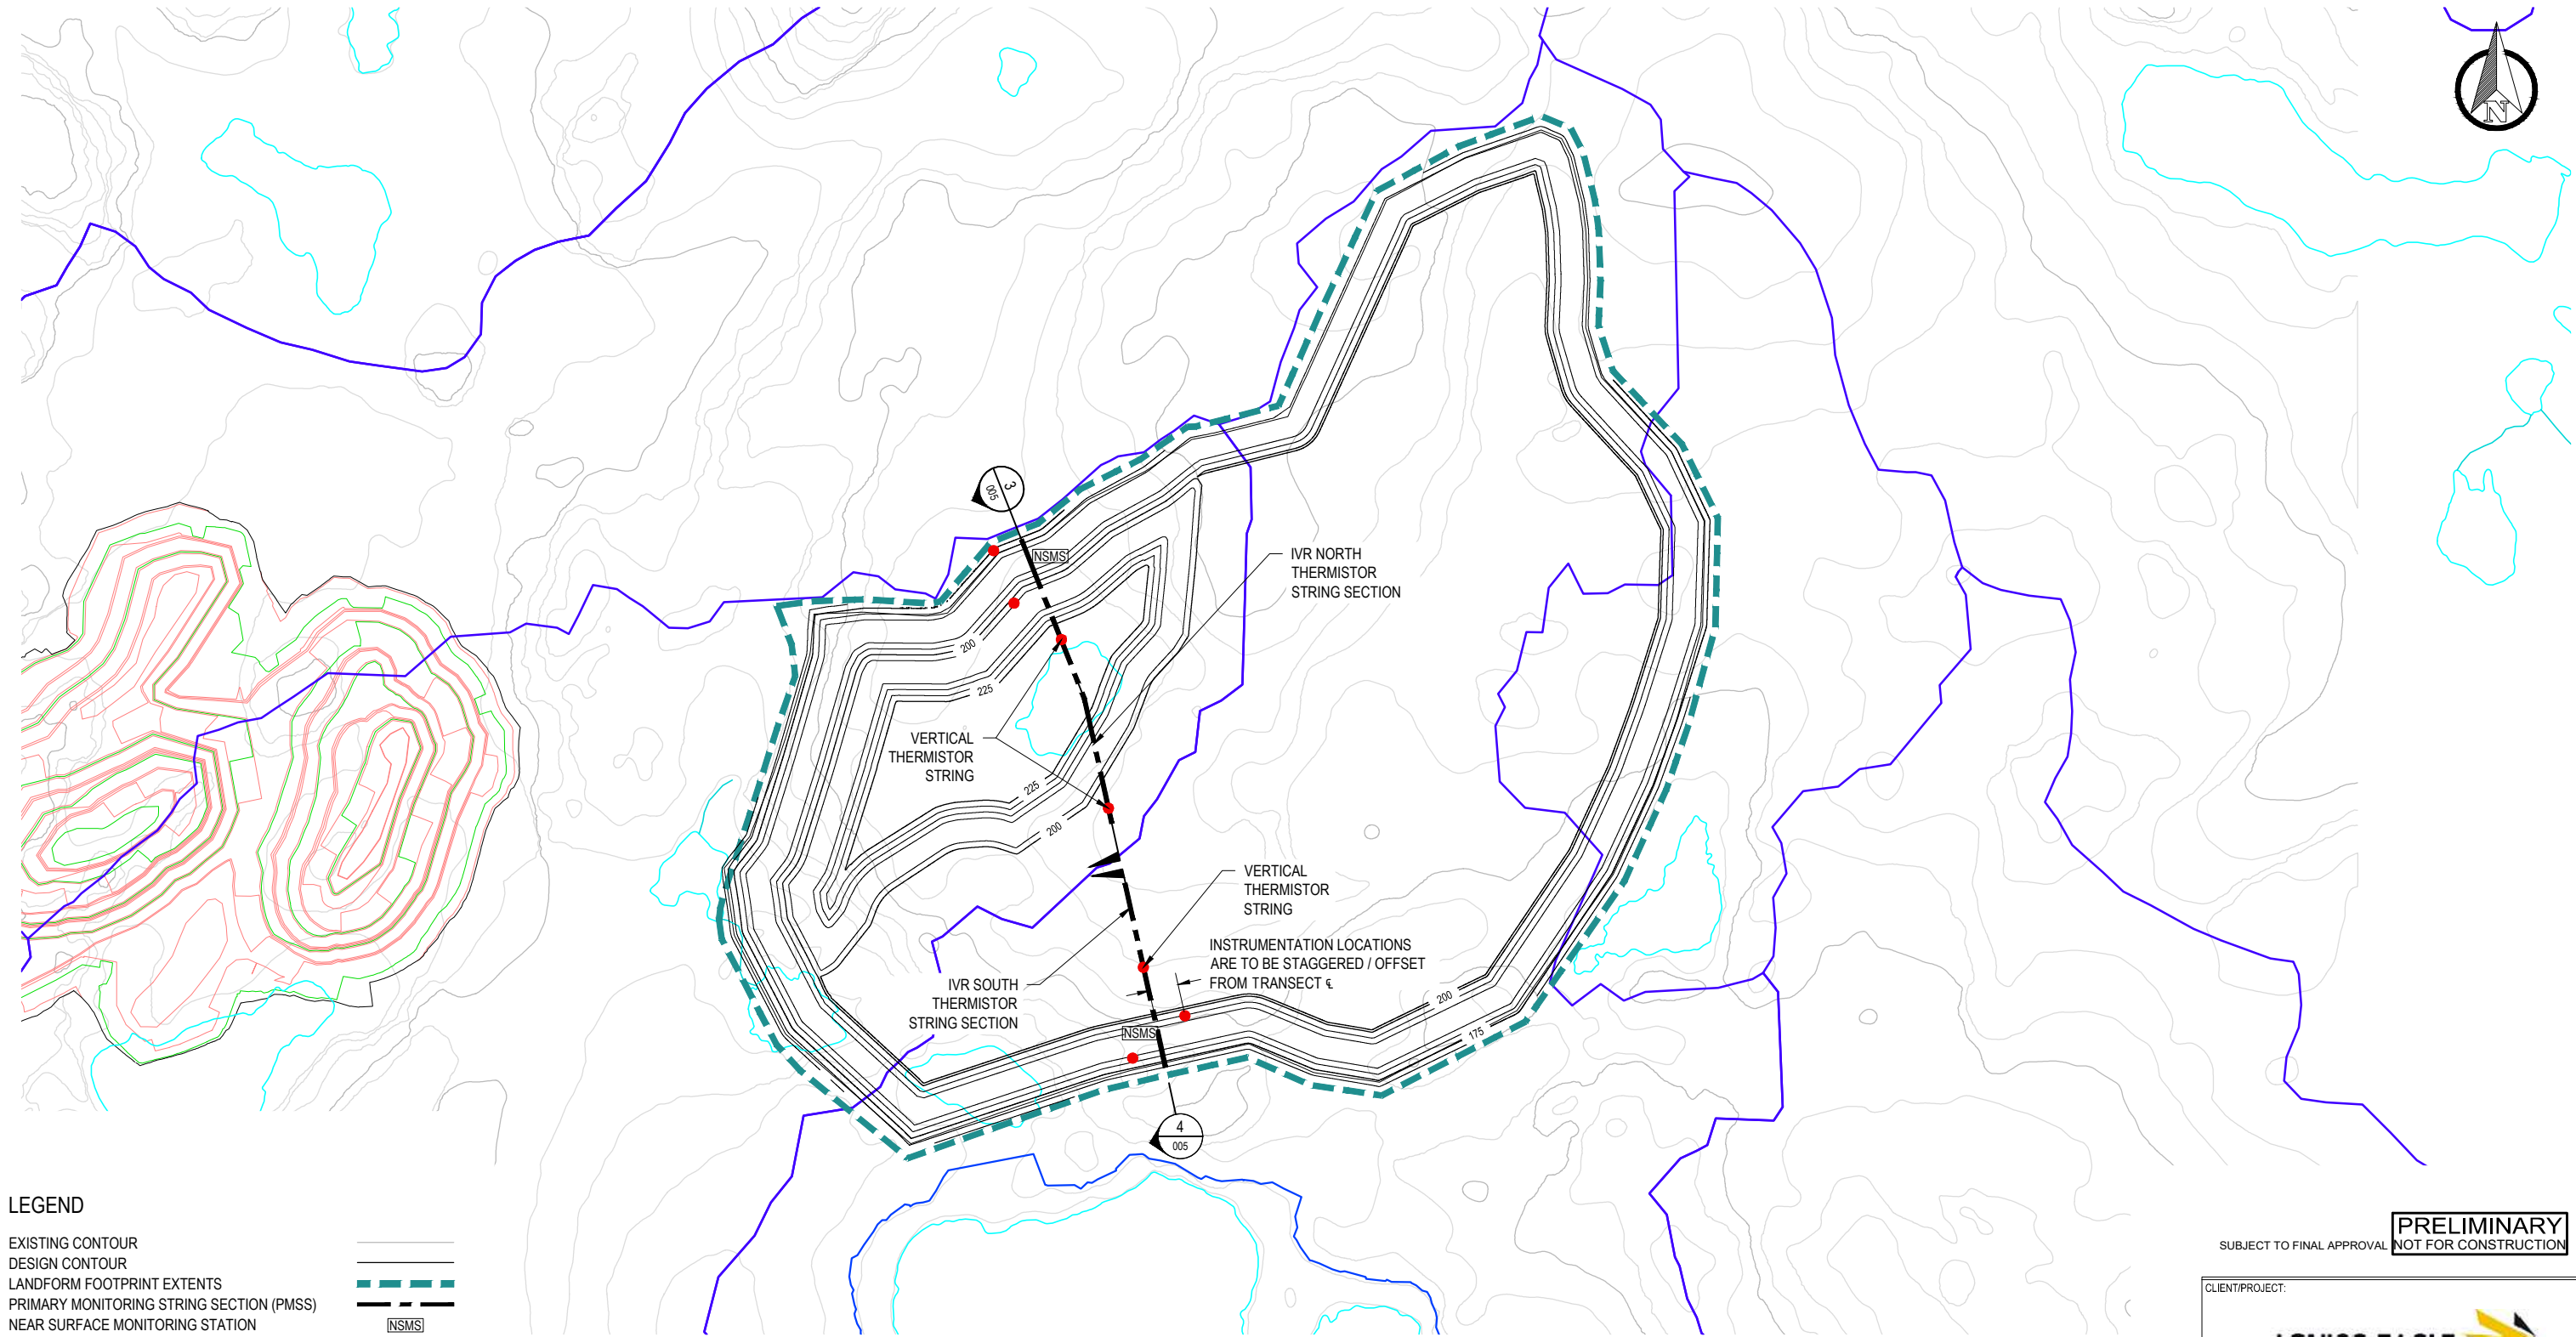 N
3
005
NSMS
IVR NORTH
THERMISTOR
STRING SECTION
200
225
VERTICAL
THERMISTOR
STRING
225
200
VERTICAL
THERMISTOR
STRING
INSTRUMENTATION LOCATIONS
ARE TO BE STAGGERED / OFFSET
FROM TRANSECT ℄
IVR SOUTH
THERMISTOR
STRING SECTION
200
175
NSMS
4
005
LEGEND
EXISTING CONTOUR
DESIGN CONTOUR
LANDFORM FOOTPRINT EXTENTS
PRIMARY MONITORING STRING SECTION (PMSS)
NEAR SURFACE MONITORING STATION
NSMS
SUBJECT TO FINAL APPROVAL
PRELIMINARY
NOT FOR CONSTRUCTION
CLIENT/PROJECT: